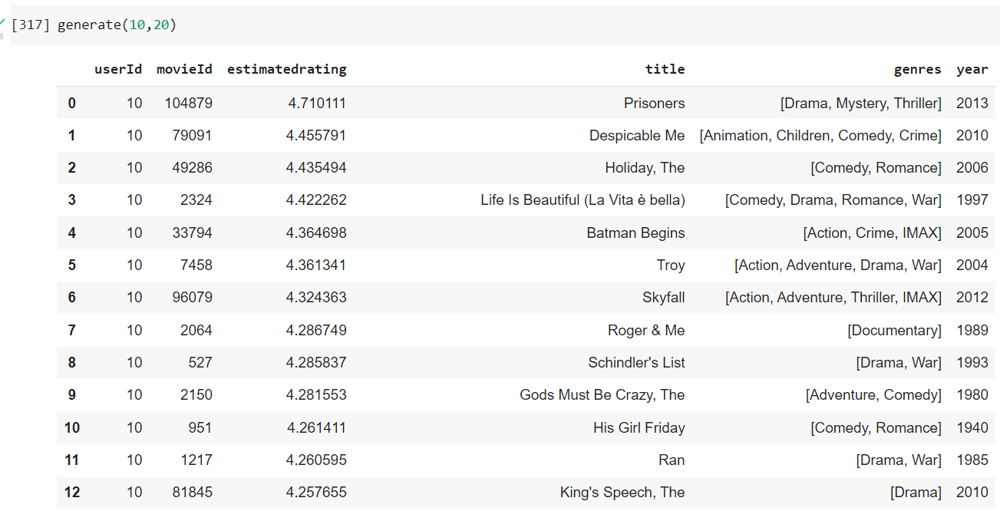 [317] generate(10,20)
userId movieId estimatedrating title genres year
0 10 104879 4.710111 Prisoners [Drama, Mystery, Thriller] 2013
1 10 79091 4.455791 Despicable Me [Animation, Children, Comedy, Crime] 2010
2 10 49286 4.435494 Holiday, The [Comedy, Romance] 2006
3 10 2324 4.422262 Life Is Beautiful (La Vita è bella) [Comedy, Drama, Romance, War] 1997
4 10 33794 4.364698 Batman Begins [Action, Crime, IMAX] 2005
5 10 7458 4.361341 Troy [Action, Adventure, Drama, War] 2004
6 10 96079 4.324363 Skyfall [Action, Adventure, Thriller, IMAX] 2012
7 10 2064 4.286749 Roger & Me [Documentary] 1989
8 10 527 4.285837 Schindler's List [Drama, War] 1993
9 10 2150 4.281553 Gods Must Be Crazy, The [Adventure, Comedy] 1980
10 10 951 4.261411 His Girl Friday [Comedy, Romance] 1940
11 10 1217 4.260595 Ran [Drama, War] 1985
12 10 81845 4.257655 King's Speech, The [Drama] 2010